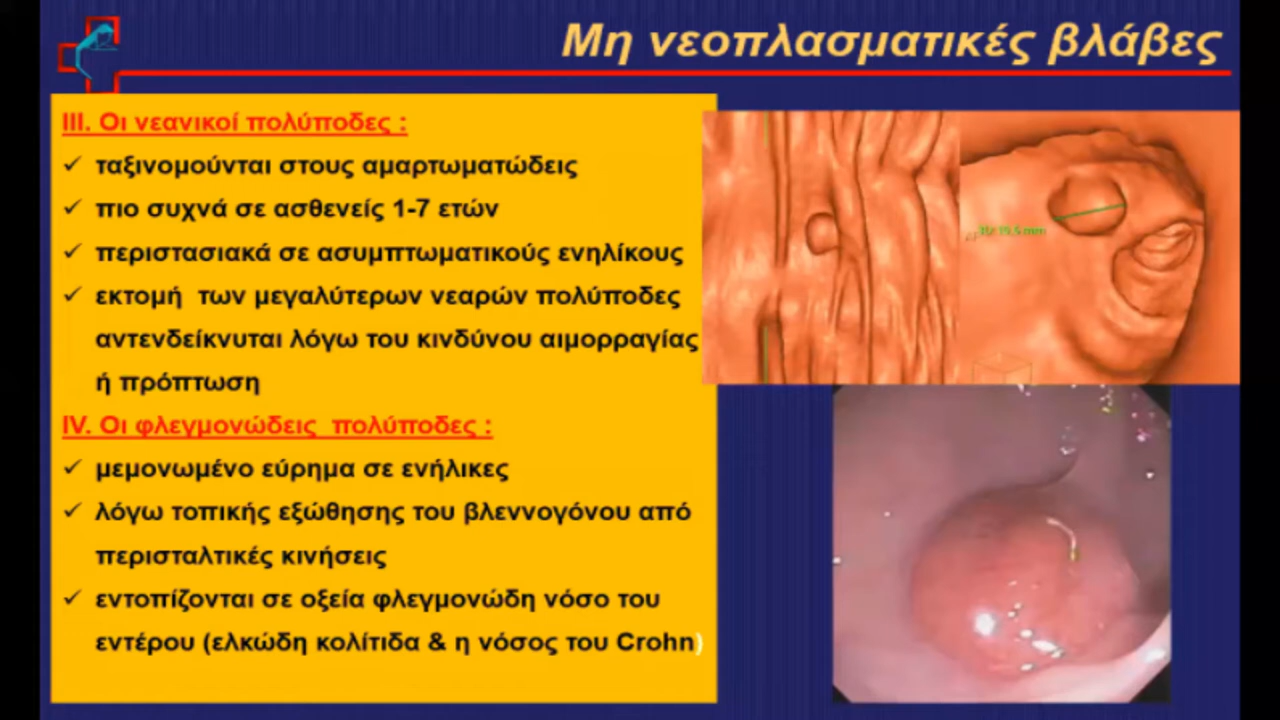 Μη νεοπλασματικές βλάβες
III. Οι νεανικοί πολύποδες :
✓ ταξινομούνται στους αμαρτωματώδεις
✓ πιο συχνά σε ασθενείς 1-7 ετών
✓ περιστασιακά σε ασυμπτωματικούς ενηλίκους
✓ εκτομή των μεγαλύτερων νεαρών πολύποδες
αντενδείκνυται λόγω του κινδύνου αιμορραγίας
ή πρόπτωση
IV. Οι φλεγμονώδεις πολύποδες :
✓ μεμονωμένο εύρημα σε ενήλικες
✓ λόγω τοπικής εξώθησης του βλεννογόνου από
περισταλτικές κινήσεις
✓ εντοπίζονται σε οξεία φλεγμονώδη νόσο του
εντέρου (ελκώδη κολίτιδα & η νόσος του Crohn)
19.5 mm